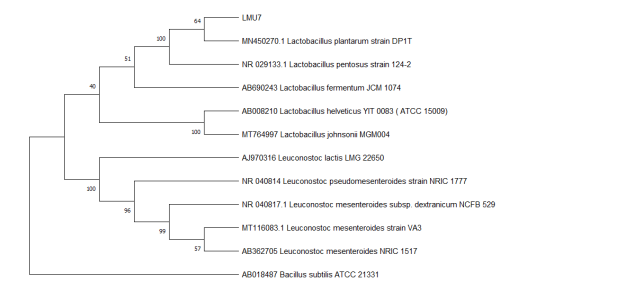 LMU7
64
MN450270.1 Lactobacillus plantarum strain DP1T
100
NR 029133.1 Lactobacillus pentosus strain 124-2
51
AB690243 Lactobacillus fermentum JCM 1074
40
AB008210 Lactobacillus helveticus YIT 0083 ( ATCC 15009)
100
MT764997 Lactobacillus johnsonii MGM004
AJ970316 Leuconostoc lactis LMG 22650
100
NR 040814 Leuconostoc pseudomesenteroides strain NRIC 1777
96
NR 040817.1 Leuconostoc mesenteroides subsp. dextranicum NCFB 529
99
MT116083.1 Leuconostoc mesenteroides strain VA3
57
AB362705 Leuconostoc mesenteroides NRIC 1517
AB018487 Bacillus subtilis ATCC 21331